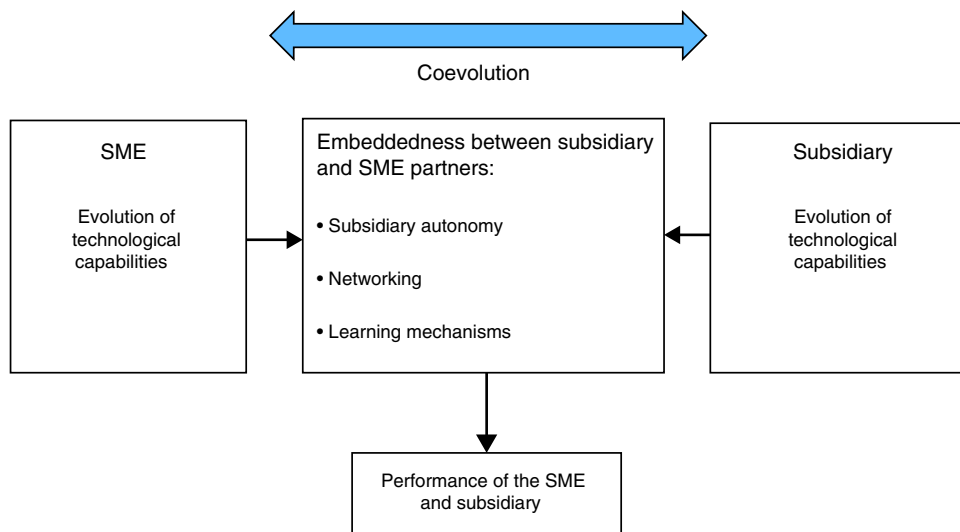 Coevolution
SME
Evolution of
technological
capabilities
Embeddedness between subsidiary
and SME partners:
• Subsidiary autonomy
• Networking
• Learning mechanisms
Subsidiary
Evolution of
technological
capabilities
Performance of the SME
and subsidiary